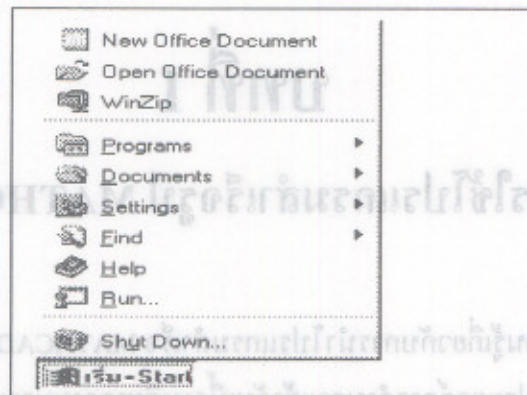 New Office Document
Open Office Document
WinZip
Programs
Documents
Settings
Find
Help
Run...
Shut Down...
เริ่ม-Start